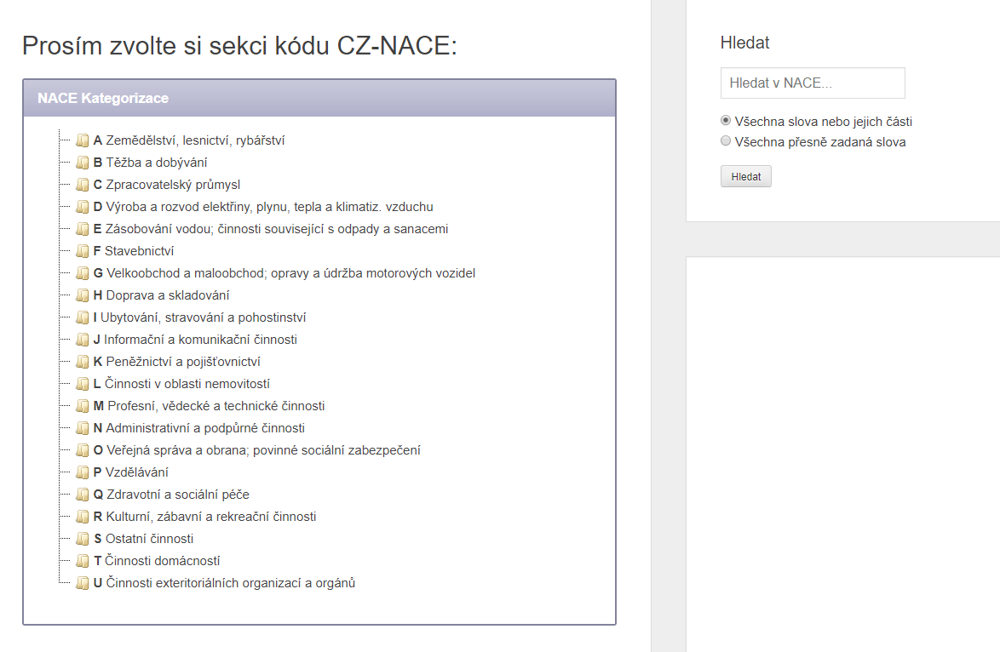 Prosím zvolte si sekci kódu CZ-NACE:
NACE Kategorizace
A Zemědělství, lesnictví, rybářství
B Těžba a dobývání
C Zpracovatelský průmysl
D Výroba a rozvod elektřiny, plynu, tepla a klimatiz. vzduchu
E Zásobování vodou; činnosti související s odpady a sanacemi
F Stavebnictví
G Velkoobchod a maloobchod; opravy a údržba motorových vozidel
H Doprava a skladování
I Ubytování, stravování a pohostinství
J Informační a komunikační činnosti
K Peněžnictví a pojišťovnictví
L Činnosti v oblasti nemovitostí
M Profesní, vědecké a technické činnosti
N Administrativní a podpůrné činnosti
O Veřejná správa a obrana; povinné sociální zabezpečení
P Vzdělávání
Q Zdravotní a sociální péče
R Kulturní, zábavní a rekreační činnosti
S Ostatní činnosti
T Činnosti domácností
U Činnosti exteritoriálních organizací a orgánů
Hledat
Hledat v NACE...
Všechna slova nebo jejich části
Všechna přesně zadaná slova
Hledat